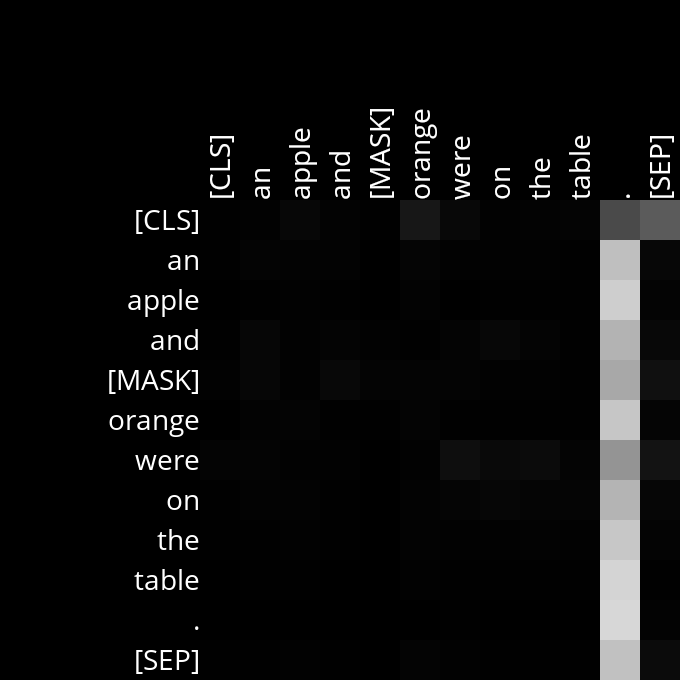 [CLS] an apple and [MASK] orange were on the table . [SEP]
[CLS]
an
apple
and
[MASK]
orange
were
on
the
table
.
[SEP]